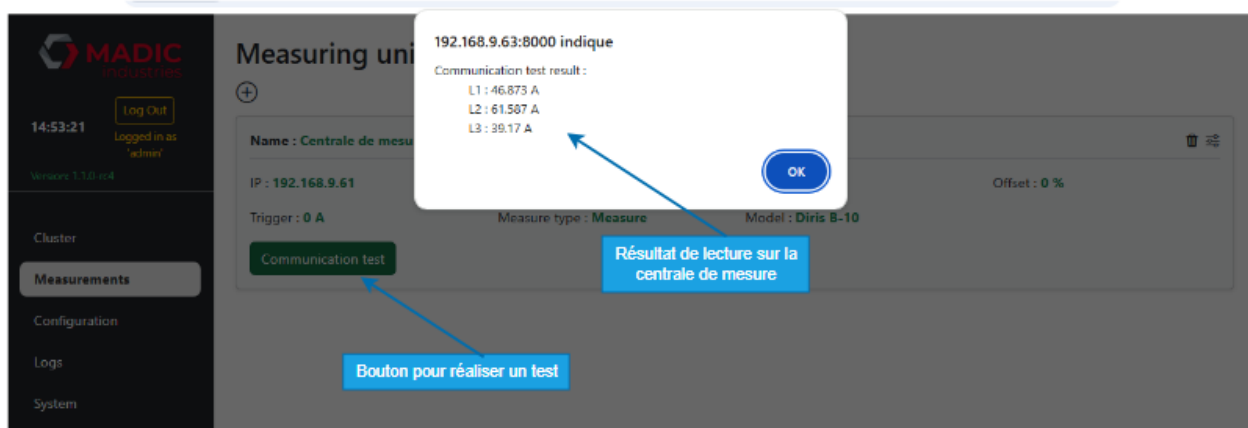 MADIC
industries
14:53:21
Log Out
Logged in as
'admin'
Version: 1.1.0-rc4
Cluster
Measurements
Configuration
Logs
System
Measuring uni
Name : Centrale de mesu
IP : 192.168.9.61
Offset : 0 %
Trigger : 0 A
Measure type : Measure
Model : Diris B-10
Communication test
192.168.9.63:8000 indique
Communication test result :
L1 : 46.873 A
L2 : 61.587 A
L3 : 39.17 A
OK
Résultat de lecture sur la
centrale de mesure
Bouton pour réaliser un test